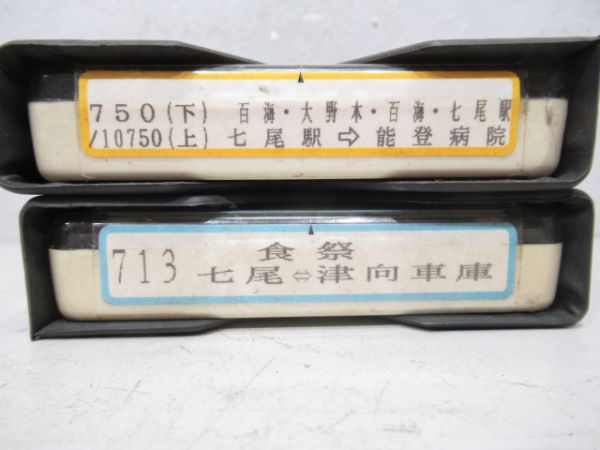 750(下) 百海・大野木・百海・七尾駅
/10750(上) 七尾駅⇨能登病院
713 食祭
七尾⇔津向車庫